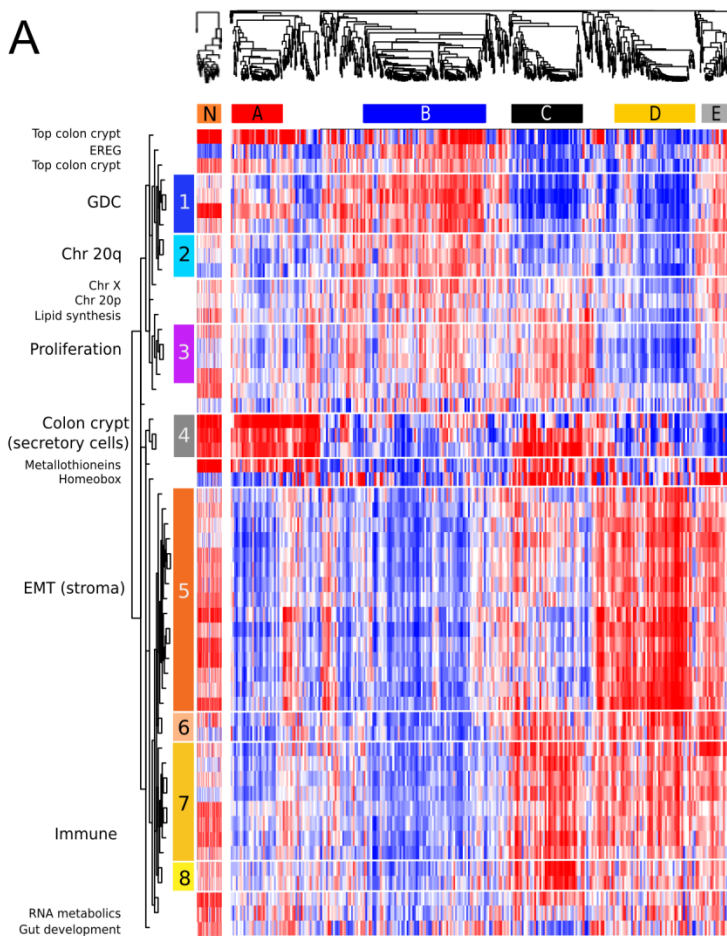 A
N A B C D E
Top colon crypt
EREG
Top colon crypt
GDC 1
Chr 20q 2
Chr X
Chr 20p
Lipid synthesis
Proliferation 3
Colon crypt
(secretory cells) 4
Metallothioneins
Homeobox
EMT (stroma) 5
6
7
Immune
8
RNA metabolics
Gut development